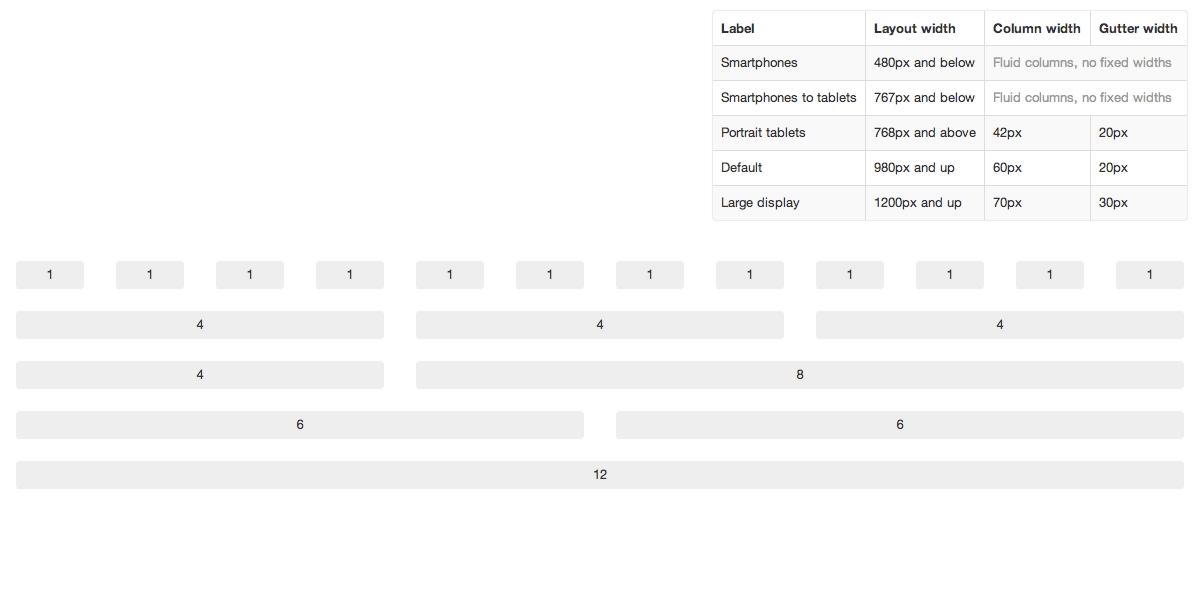 Label Layout width Column width Gutter width
Smartphones 480px and below Fluid columns, no fixed widths
Smartphones to tablets 767px and below Fluid columns, no fixed widths
Portrait tablets 768px and above 42px 20px
Default 980px and up 60px 20px
Large display 1200px and up 70px 30px
1 1 1 1 1 1 1 1 1 1 1 1
4 4 4
4 8
6 6
12